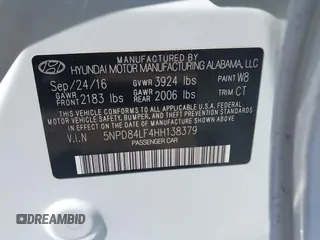 MANUFACTURED BY
HYUNDAI MOTOR MANUFACTURING ALABAMA, LLC
Sep/24/16 GVWR 3924 lbs PAINT W8
GAWR FRONT 2183 lbs GAWR REAR 2006 lbs TRIM CT
THIS VEHICLE CONFORMS TO ALL APPLICABLE U.S. FEDERAL MOTOR VEHICLE SAFETY, BUMPER, AND THEFT PREVENTION STANDARDS IN EFFECT ON THE DATE OF MANUFACTURE SHOWN ABOVE.
V.I.N 5NPD84LF4HH138379
PASSENGER CAR
DREAMBID